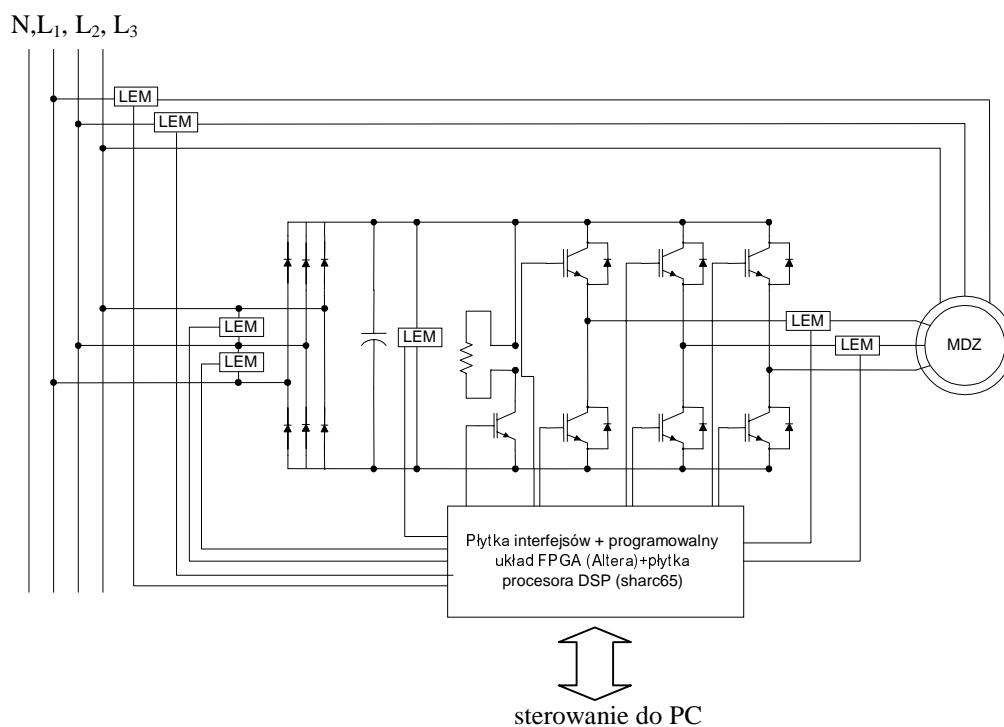 N,L1, L2, L3
LEM
LEM
LEM
LEM
LEM
LEM
LEM
MDZ
Płytka interfejsów + programowalny
układ FPGA (Altera)+płytka
procesora DSP (sharc65)
sterowanie do PC